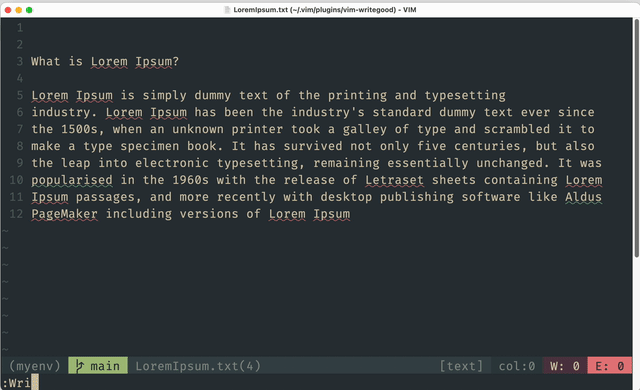 LoremIpsum.txt (~/.vim/plugins/vim-writegood) - VIM
1
2
3 What is Lorem Ipsum?
4
5 Lorem Ipsum is simply dummy text of the printing and typesetting
6 industry. Lorem Ipsum has been the industry's standard dummy text ever since
7 the 1500s, when an unknown printer took a galley of type and scrambled it to
8 make a type specimen book. It has survived not only five centuries, but also
9 the leap into electronic typesetting, remaining essentially unchanged. It was
10 popularised in the 1960s with the release of Letraset sheets containing Lorem
11 Ipsum passages, and more recently with desktop publishing software like Aldus
12 PageMaker including versions of Lorem Ipsum
~
~
~
~
~
~
~
~
(myenv) main LoremIpsum.txt(4) [text] col:0 W: 0 E: 0
:Wri